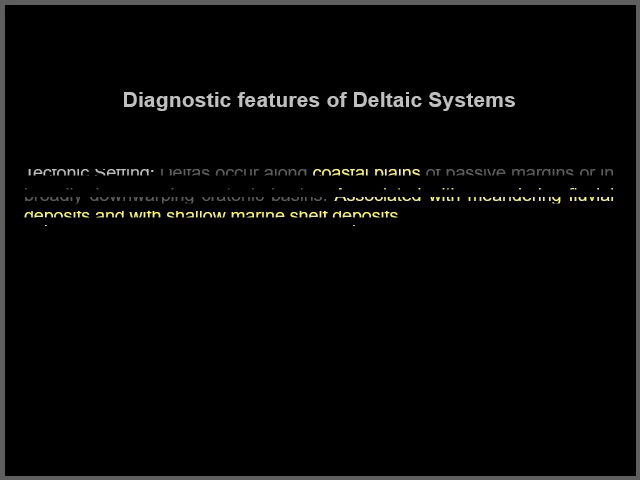 Diagnostic features of Deltaic Systems
Tectonic Setting: Deltas occur along coastal plains of passive margins or in
broadly downwarping cratonic basins. Associated with meandering fluvial
deposits and with shallow marine shelf deposits.